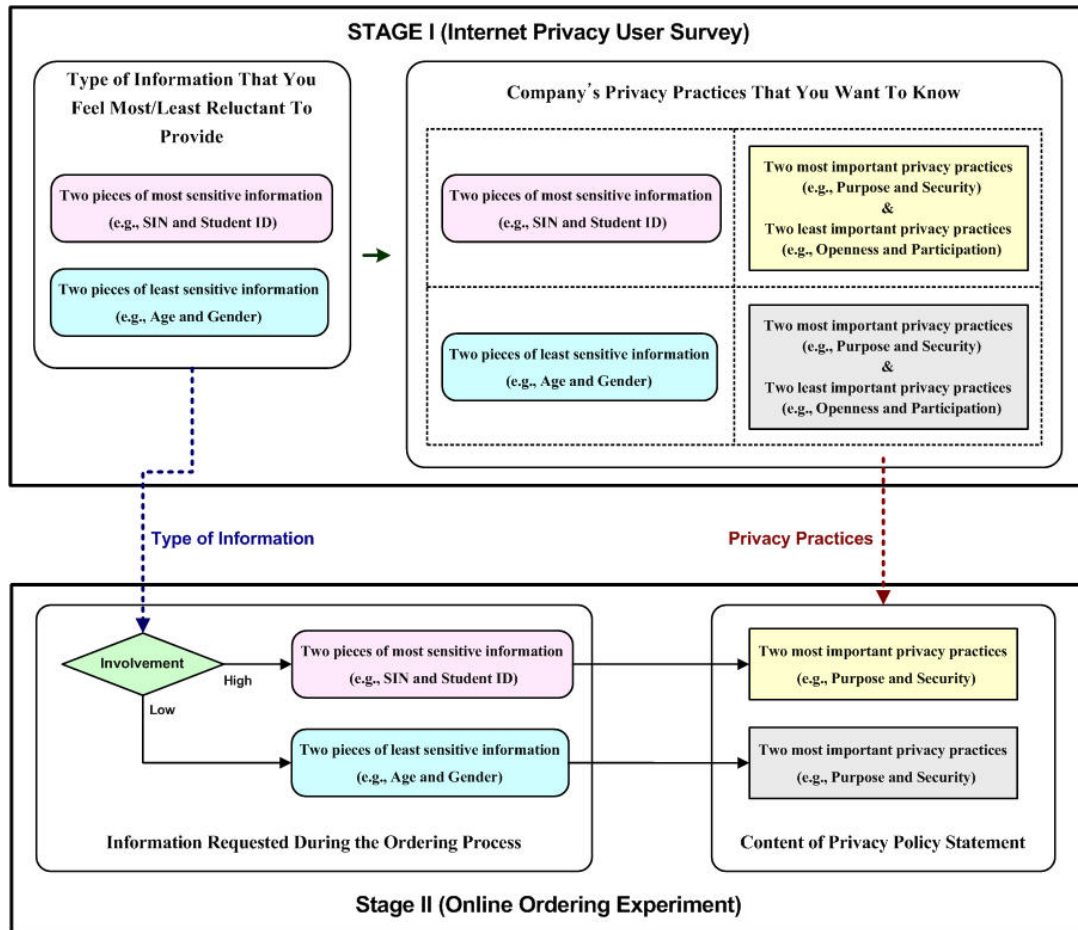 STAGE I (Internet Privacy User Survey)
Type of Information That You
Feel Most/Least Reluctant To
Provide
Two pieces of most sensitive information
(e.g., SIN and Student ID)
Two pieces of least sensitive information
(e.g., Age and Gender)
Company's Privacy Practices That You Want To Know
Two pieces of most sensitive information
(e.g., SIN and Student ID)
Two most important privacy practices
(e.g., Purpose and Security)
&
Two least important privacy practices
(e.g., Openness and Participation)
Two pieces of least sensitive information
(e.g., Age and Gender)
Two most important privacy practices
(e.g., Purpose and Security)
&
Two least important privacy practices
(e.g., Openness and Participation)
Type of Information
Privacy Practices
Involvement
High
Low
Two pieces of most sensitive information
(e.g., SIN and Student ID)
Two pieces of least sensitive information
(e.g., Age and Gender)
Information Requested During the Ordering Process
Two most important privacy practices
(e.g., Purpose and Security)
Two most important privacy practices
(e.g., Purpose and Security)
Content of Privacy Policy Statement
Stage II (Online Ordering Experiment)